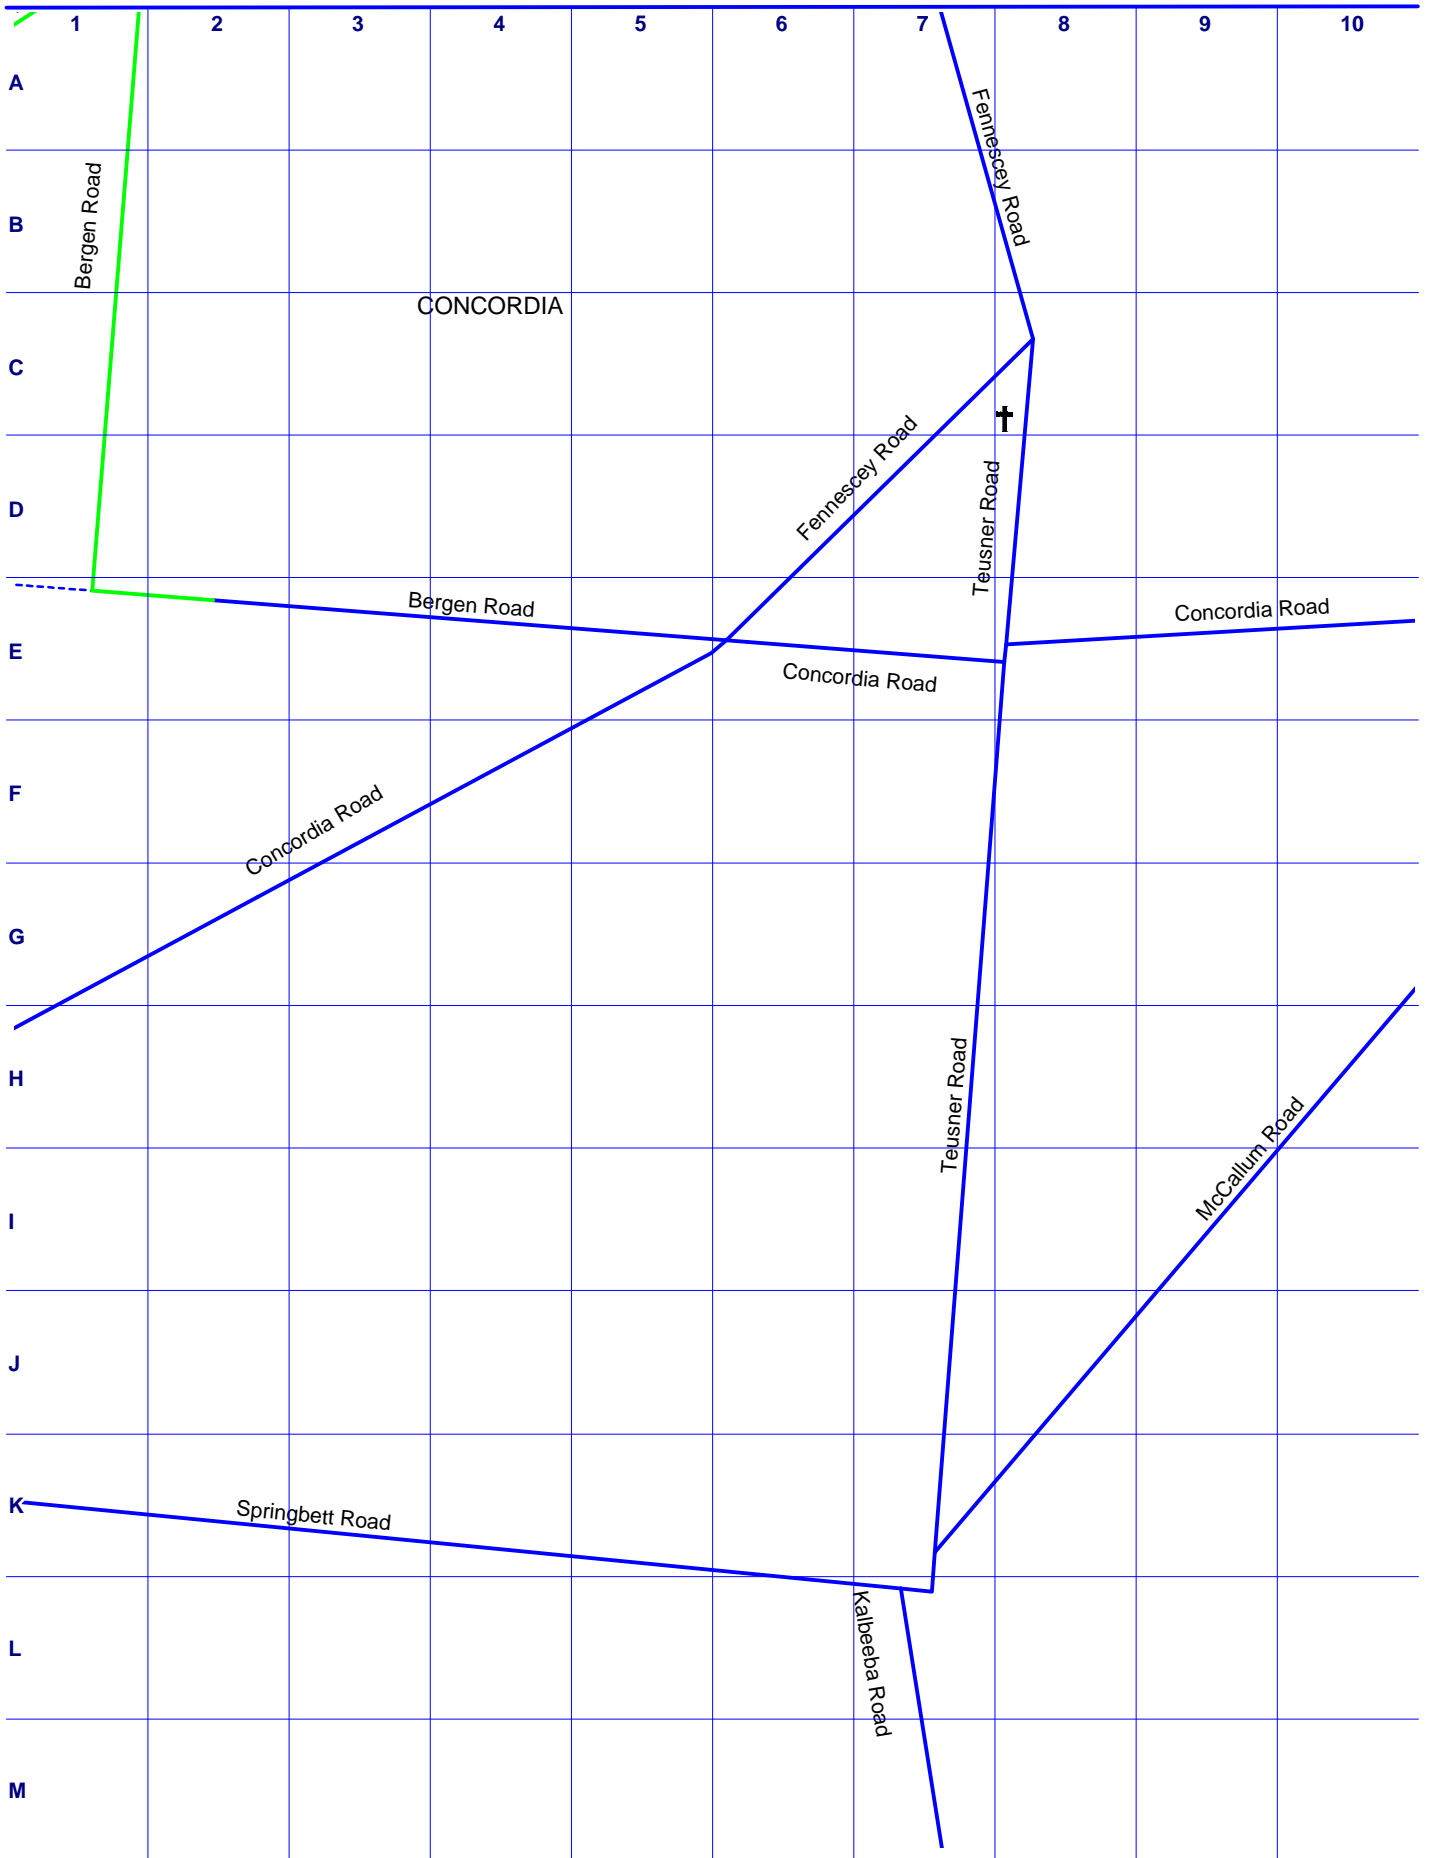 1 2 3 4 5 6 7 8 9 10
A
Fennescey Road
Bergen Road
B
CONCORDIA
C
Fennescey Road
Teusner Road
D
Bergen Road
Concordia Road
E
Concordia Road
F
Concordia Road
G
H
Teusner Road
McCallum Road
I
J
K
Springbett Road
Kalbeeba Road
L
M